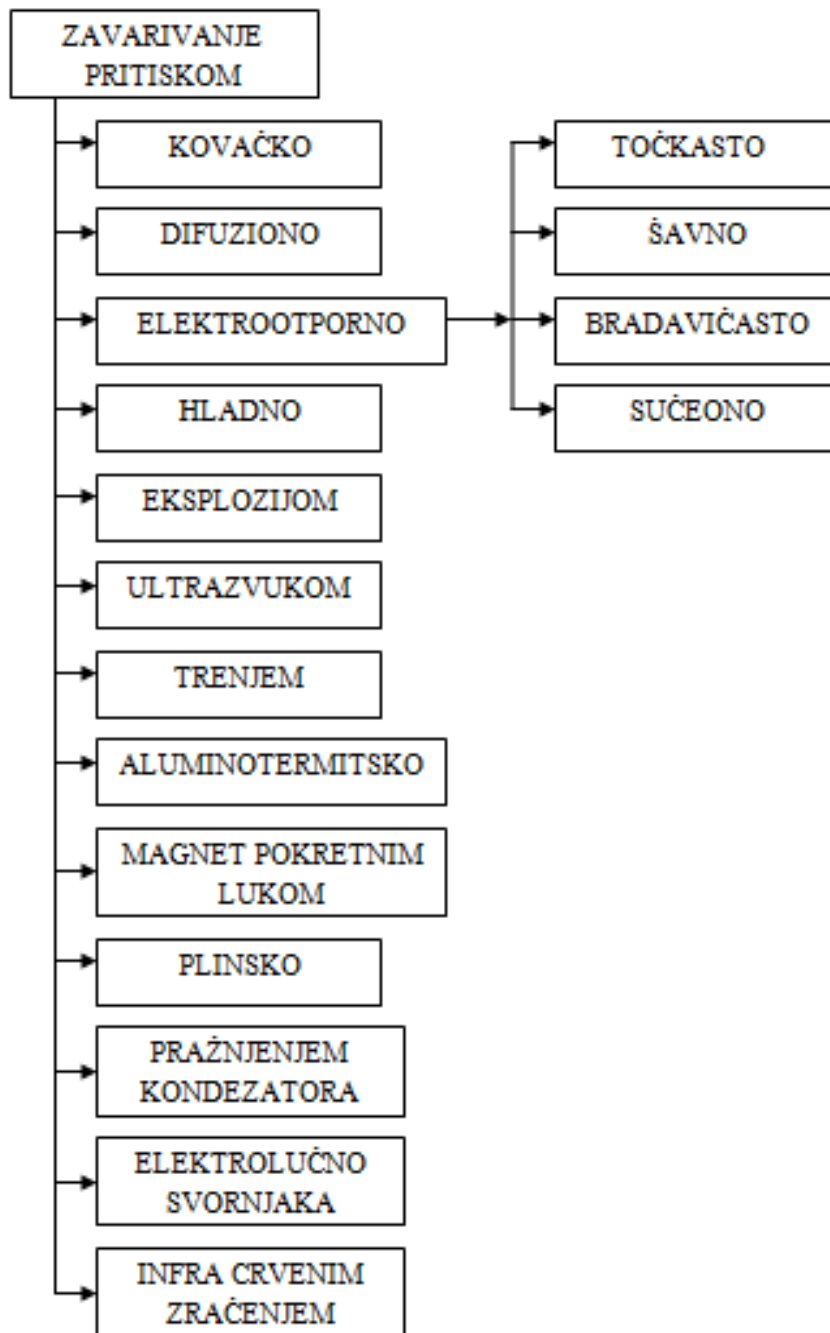 ZAVARIVANJE
PRITISKOM
KOVAČKO
DIFUZIONO
ELEKTROOTPORNO
HLADNO
EKSPLOZIJOM
ULTRAZVUKOM
TRENJEM
ALUMINOTERMITSKO
MAGNET POKRETNIM
LUKOM
PLINSKO
PRAŽNJENJEM
KONDEZATORA
ELEKTROLUČNO
SVORNJAKA
INFRA CRVENIM
ZRAČENJEM
TOČKASTO
ŠAVNO
BRADAVIČASTO
SUČEONO